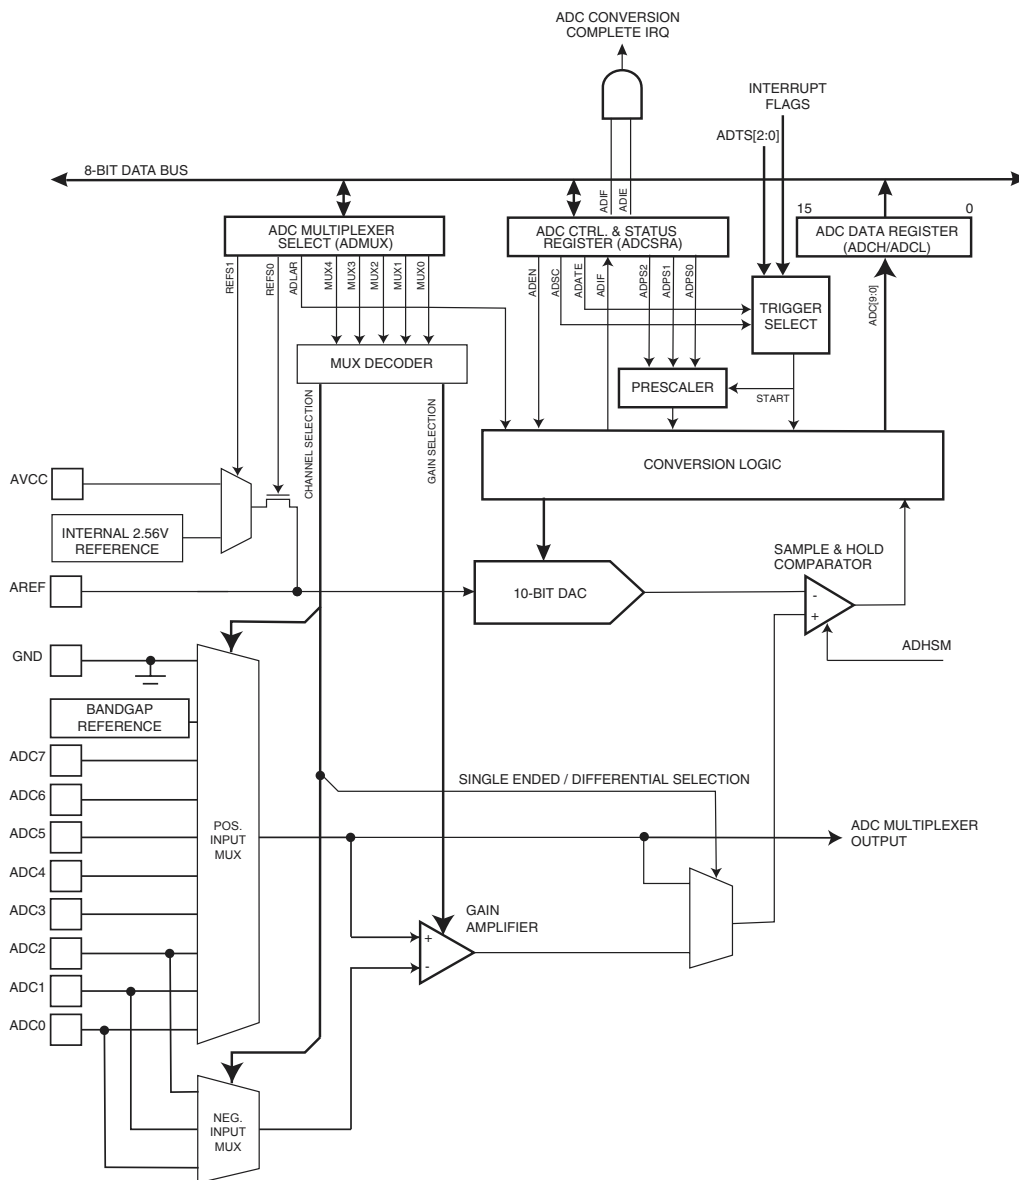 ADC CONVERSION
COMPLETE IRQ
INTERRUPT
FLAGS
ADTS[2:0]
8-BIT DATA BUS
ADIF
ADIE
15
0
ADC MULTIPLEXER
SELECT (ADMUX)
ADC CTRL. & STATUS
REGISTER (ADCSRA)
ADC DATA REGISTER
(ADCH/ADCL)
REFS1
REFS0
ADLAR
MUX4
MUX3
MUX2
MUX1
MUX0
ADEN
ADSC
ADATE
ADIF
ADPS2
ADPS1
ADPS0
ADC[9:0]
TRIGGER
SELECT
MUX DECODER
PRESCALER
START
CHANNEL SELECTION
GAIN SELECTION
CONVERSION LOGIC
AVCC
INTERNAL 2.56V
REFERENCE
SAMPLE & HOLD
COMPARATOR
AREF
10-BIT DAC
-
+
GND
ADHSM
BANDGAP
REFERENCE
ADC7
SINGLE ENDED / DIFFERENTIAL SELECTION
ADC6
ADC5
POS.
INPUT
MUX
ADC MULTIPLEXER
OUTPUT
ADC4
ADC3
GAIN
AMPLIFIER
+
-
ADC2
ADC1
ADC0
NEG.
INPUT
MUX